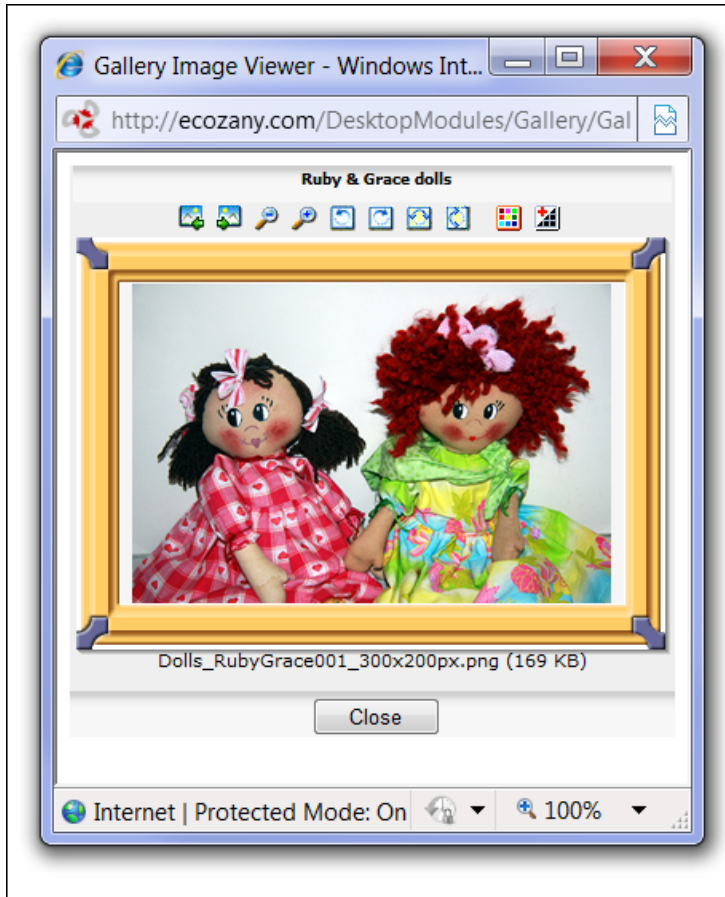 Gallery Image Viewer - Windows Int...
http://ecozany.com/DesktopModules/Gallery/Gal
Ruby & Grace dolls
Dolls_RubyGrace001_300x200px.png (169 KB)
Close
Internet | Protected Mode: On
100%